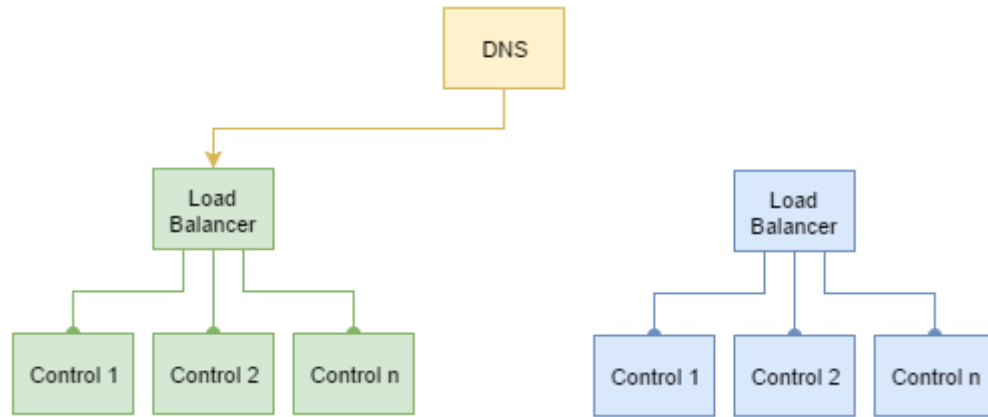 DNS
Load
Balancer
Load
Balancer
Control 1
Control 2
Control n
Control 1
Control 2
Control n